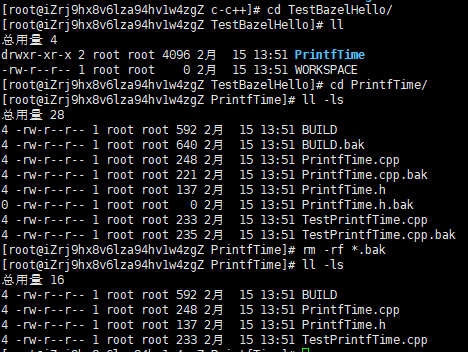 [root@iZrj9hx8v6lza94hv1w4zgZ c-c++]# cd TestBazelHello/
[root@iZrj9hx8v6lza94hv1w4zgZ TestBazelHello]# ll
总用量 4
drwxr-xr-x 2 root root 4096 2月  15 13:51 PrintfTime
-rw-r--r-- 1 root root    0 2月  15 13:51 WORKSPACE
[root@iZrj9hx8v6lza94hv1w4zgZ TestBazelHello]# cd PrintfTime/
[root@iZrj9hx8v6lza94hv1w4zgZ PrintfTime]# ll -ls
总用量 28
4 -rw-r--r-- 1 root root 592 2月  15 13:51 BUILD
4 -rw-r--r-- 1 root root 640 2月  15 13:51 BUILD.bak
4 -rw-r--r-- 1 root root 248 2月  15 13:51 PrintfTime.cpp
4 -rw-r--r-- 1 root root 221 2月  15 13:51 PrintfTime.cpp.bak
4 -rw-r--r-- 1 root root 137 2月  15 13:51 PrintfTime.h
0 -rw-r--r-- 1 root root   0 2月  15 13:51 PrintfTime.h.bak
4 -rw-r--r-- 1 root root 233 2月  15 13:51 TestPrintfTime.cpp
4 -rw-r--r-- 1 root root 235 2月  15 13:51 TestPrintfTime.cpp.bak
[root@iZrj9hx8v6lza94hv1w4zgZ PrintfTime]# rm -rf *.bak
[root@iZrj9hx8v6lza94hv1w4zgZ PrintfTime]# ll -ls
总用量 16
4 -rw-r--r-- 1 root root 592 2月  15 13:51 BUILD
4 -rw-r--r-- 1 root root 248 2月  15 13:51 PrintfTime.cpp
4 -rw-r--r-- 1 root root 137 2月  15 13:51 PrintfTime.h
4 -rw-r--r-- 1 root root 233 2月  15 13:51 TestPrintfTime.cpp